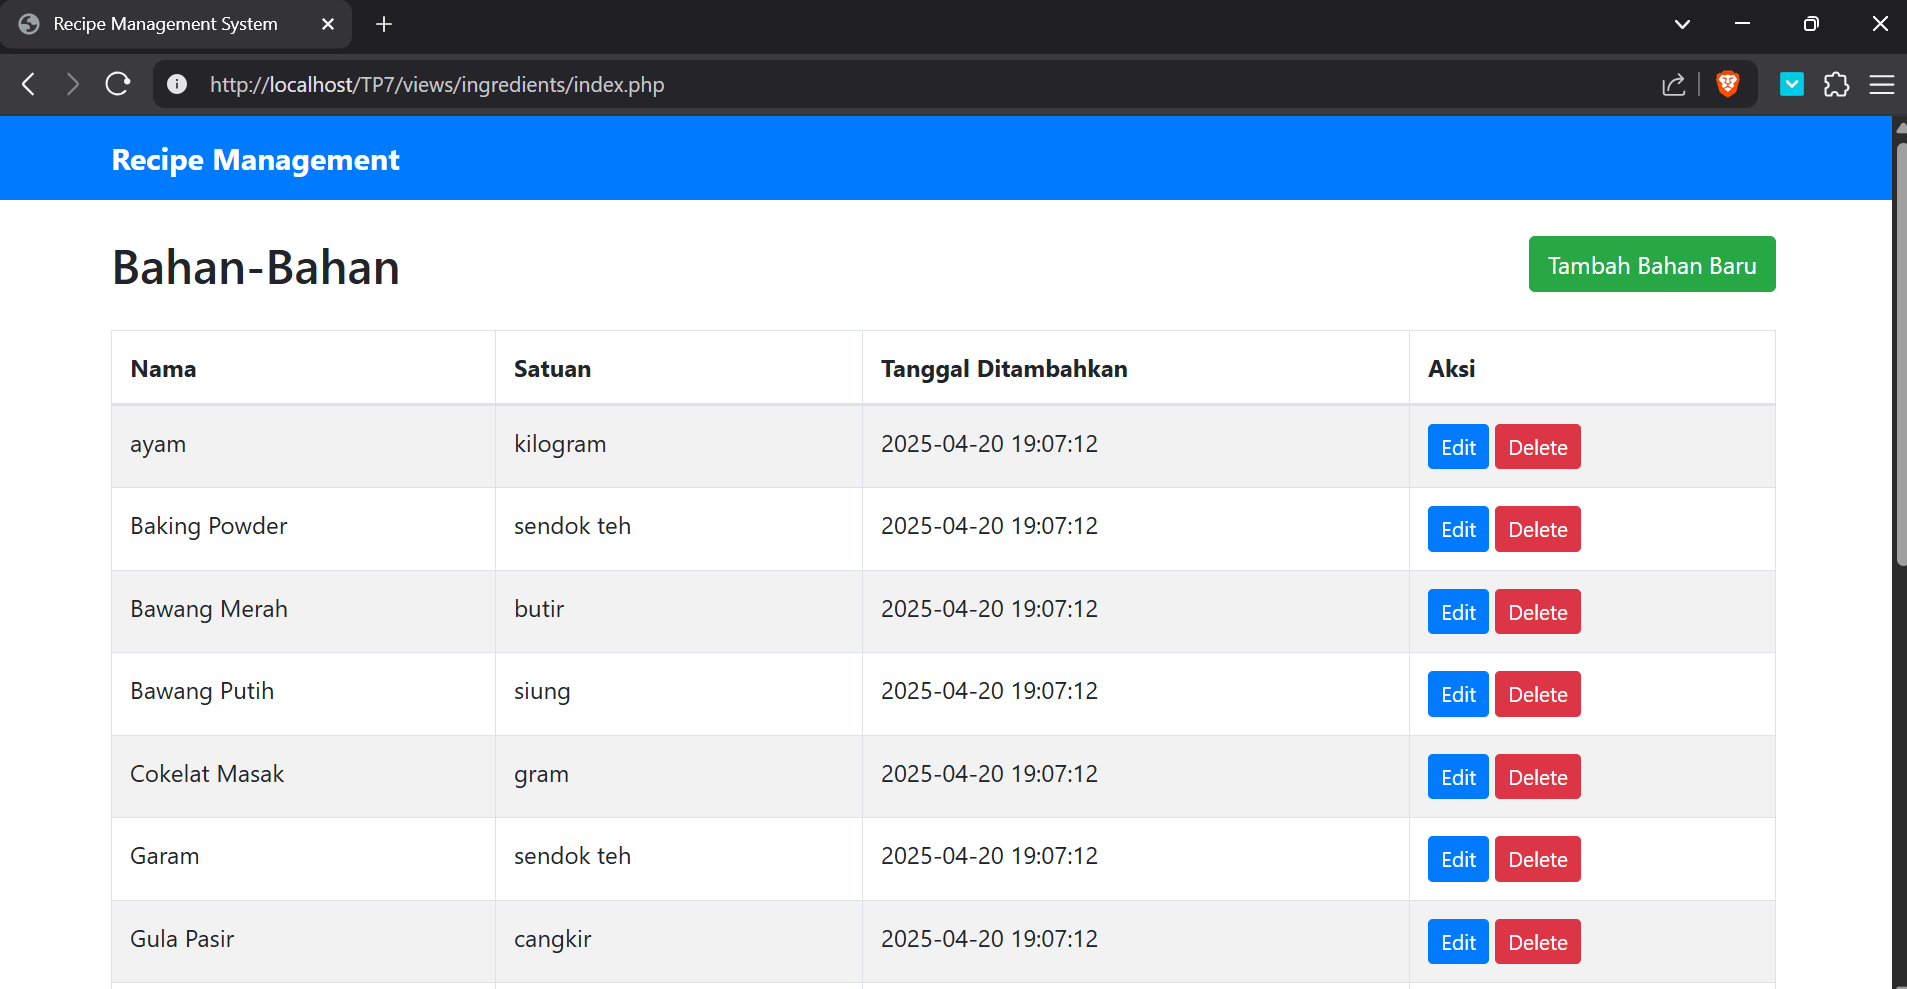 Recipe Management System
http://localhost/TP7/views/ingredients/index.php
Recipe Management
Bahan-Bahan
Tambah Bahan Baru
Nama Satuan Tanggal Ditambahkan Aksi
ayam kilogram 2025-04-20 19:07:12 Edit Delete
Baking Powder sendok teh 2025-04-20 19:07:12 Edit Delete
Bawang Merah butir 2025-04-20 19:07:12 Edit Delete
Bawang Putih siung 2025-04-20 19:07:12 Edit Delete
Cokelat Masak gram 2025-04-20 19:07:12 Edit Delete
Garam sendok teh 2025-04-20 19:07:12 Edit Delete
Gula Pasir cangkir 2025-04-20 19:07:12 Edit Delete